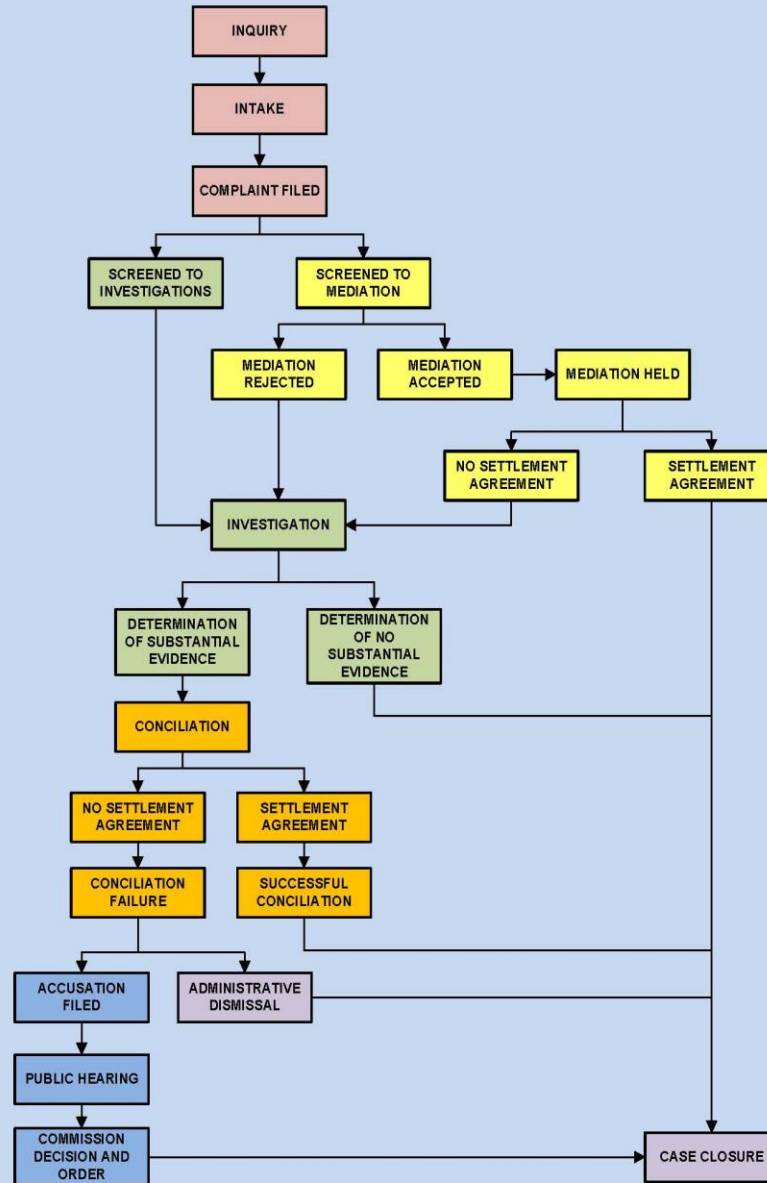 INQUIRY
INTAKE
COMPLAINT FILED
SCREENED TO
INVESTIGATIONS
SCREENED TO
MEDIATION
MEDIATION
REJECTED
MEDIATION
ACCEPTED
MEDIATION HELD
NO SETTLEMENT
AGREEMENT
SETTLEMENT
AGREEMENT
INVESTIGATION
DETERMINATION
OF SUBSTANTIAL
EVIDENCE
DETERMINATION
OF NO
SUBSTANTIAL
EVIDENCE
CONCILIATION
NO SETTLEMENT
AGREEMENT
SETTLEMENT
AGREEMENT
CONCILIATION
FAILURE
SUCCESSFUL
CONCILIATION
ACCUSATION
FILED
ADMINISTRATIVE
DISMISSAL
PUBLIC HEARING
COMMISSION
DECISION AND
ORDER
CASE CLOSURE